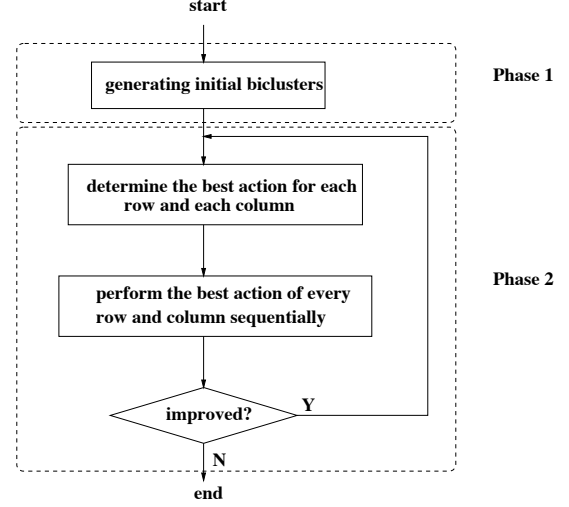 start
generating initial biclusters
Phase 1
determine the best action for each
row and each column
Phase 2
perform the best action of every
row and column sequentially
improved?
Y
N
end